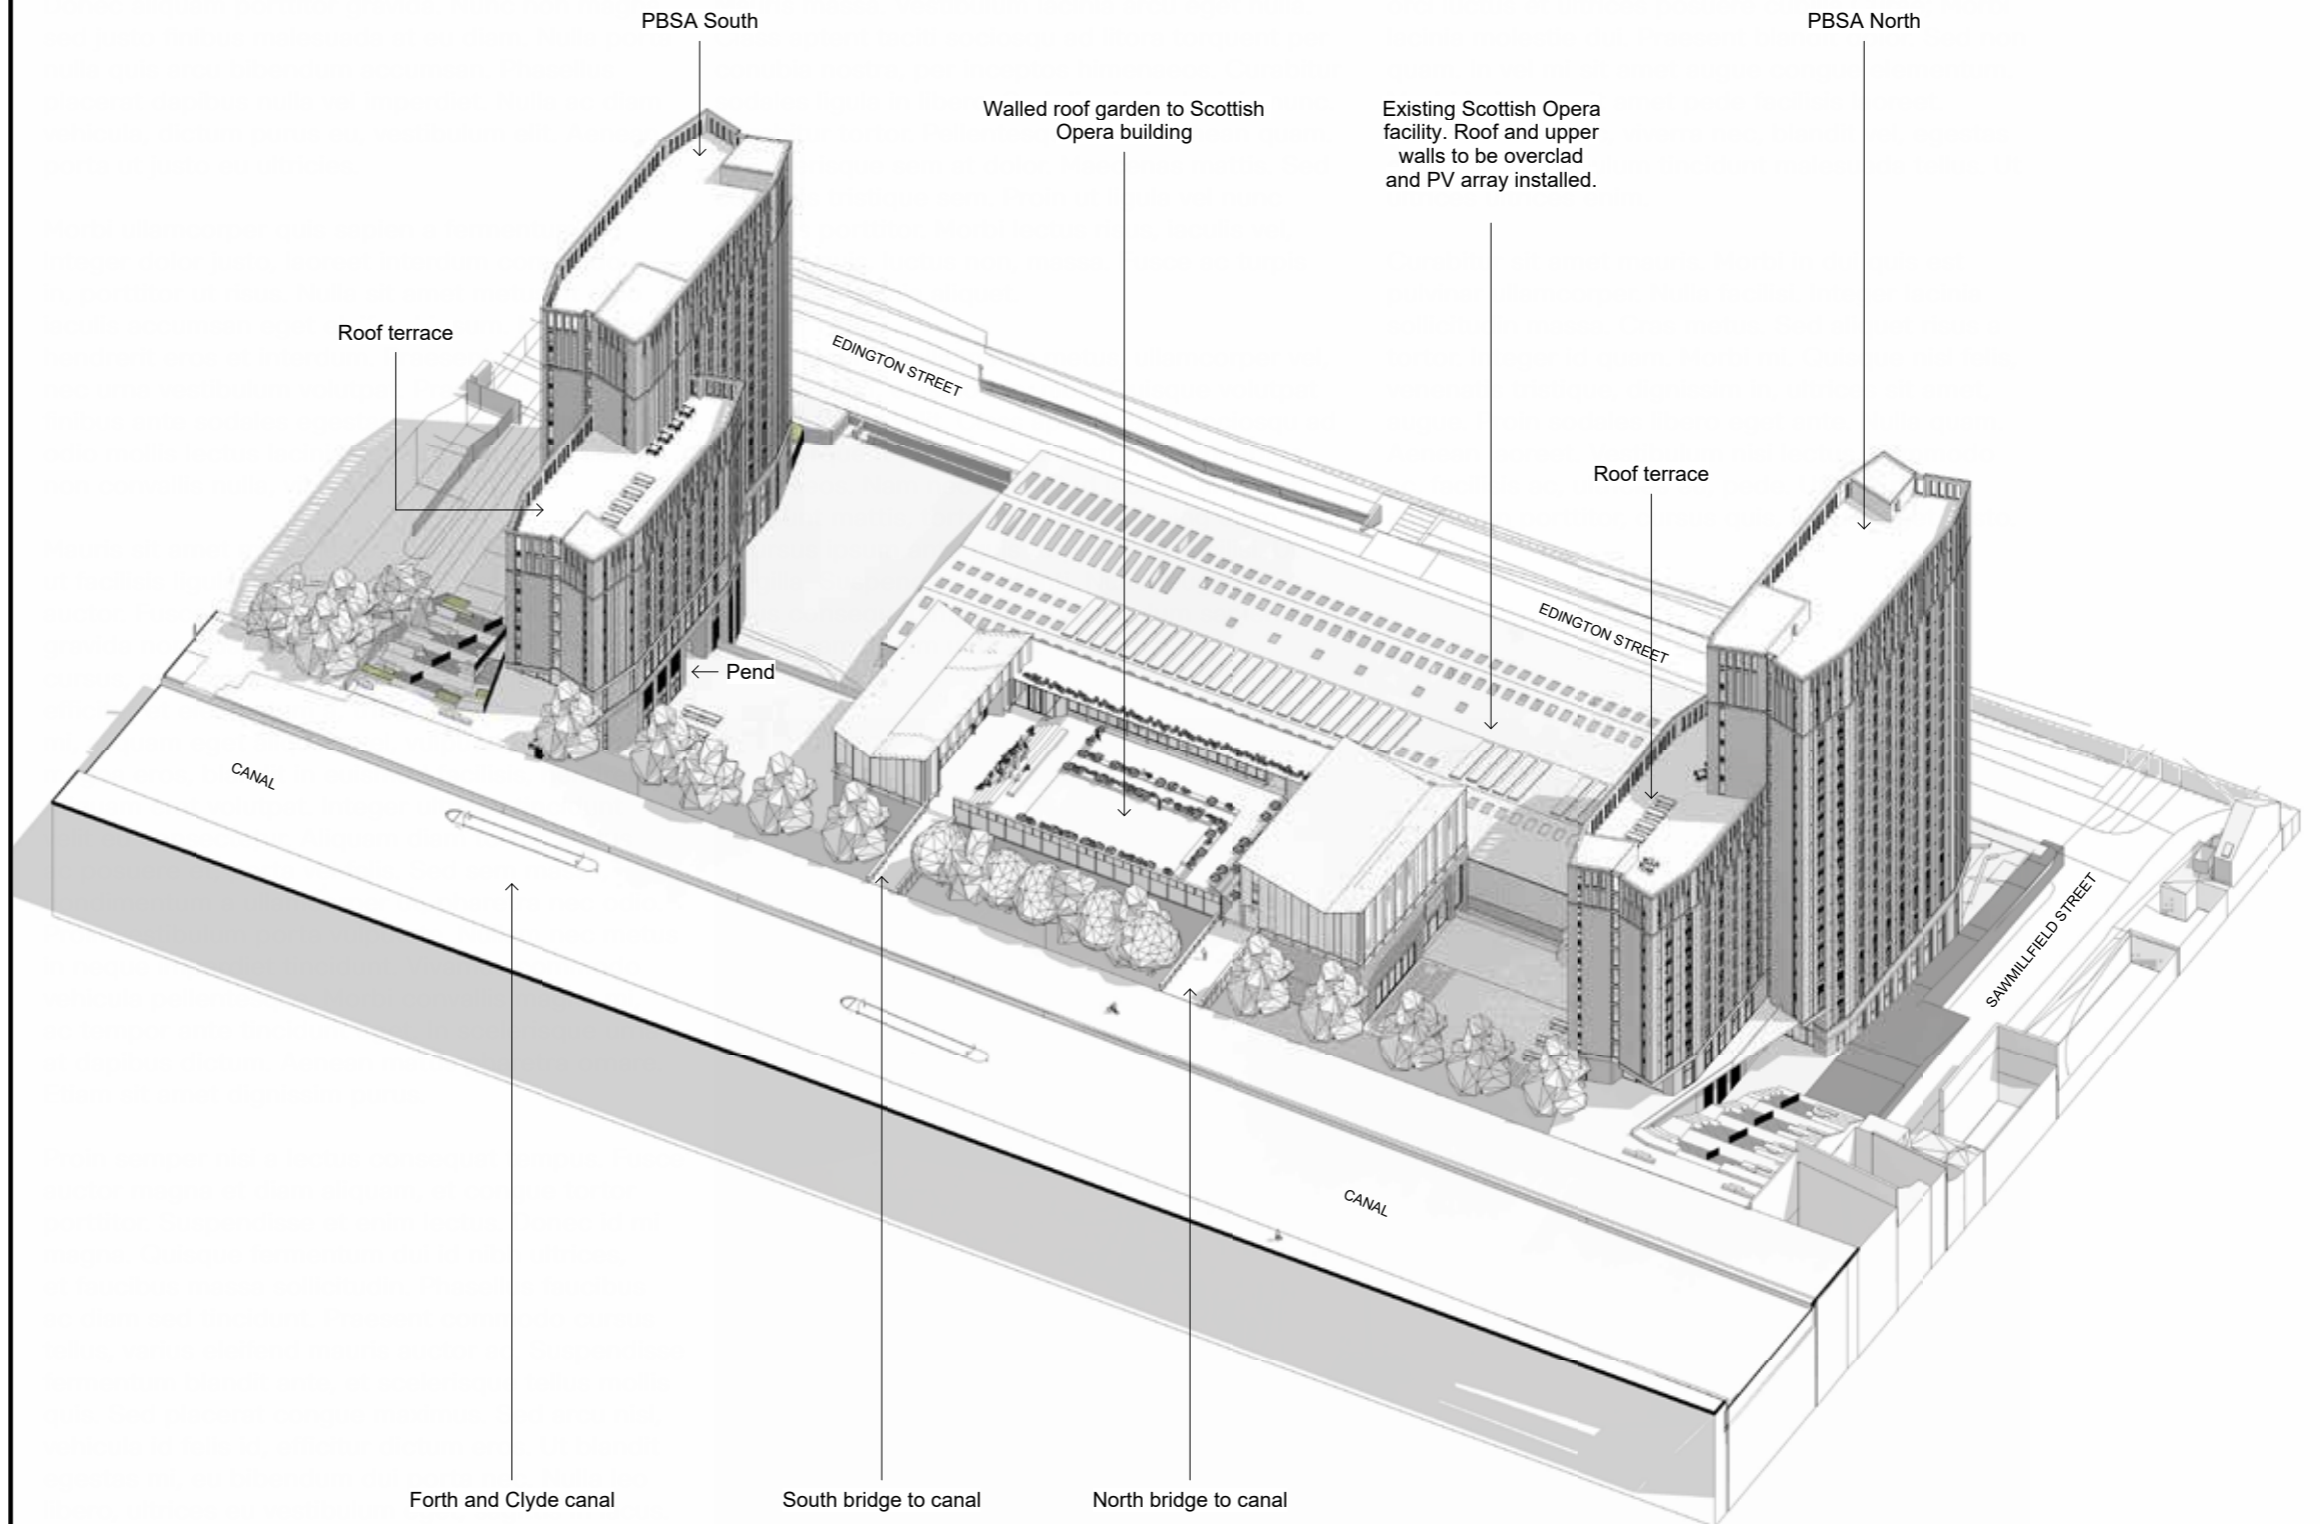 PBSA South
PBSA North
Walled roof garden to Scottish
Opera building
Existing Scottish Opera
facility. Roof and upper
walls to be overclad
and PV array installed.
Roof terrace
EDINGTON STREET
Roof terrace
EDINGTON STREET
Pend
CANAL
SAWMILLFIELD STREET
CANAL
Forth and Clyde canal
South bridge to canal
North bridge to canal